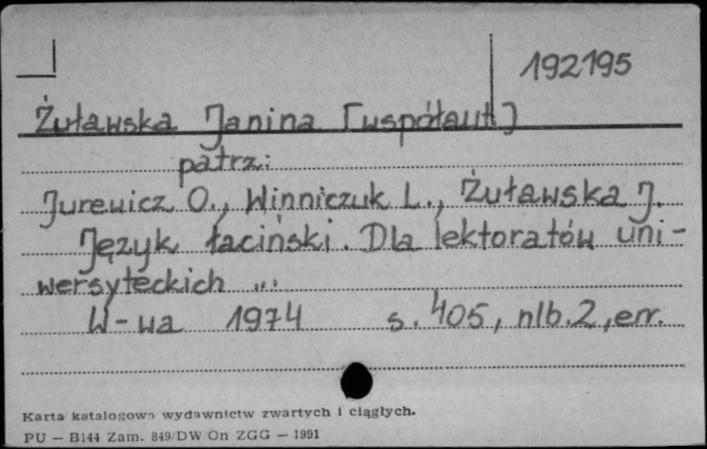 192195
Żuławska Janina [współaut]
patrz:
Jurewicz O., Winniczuk L., Żuławska J.
Język łaciński. Dla lektoratów uni-
wersyteckich ...
W-wa 1974 s. 405, nlb. 2, err.
Karta katalogowa wydawnictw zwartych i ciągłych.
PU — B144 Zam. 849/DW/On ZGG — 1991